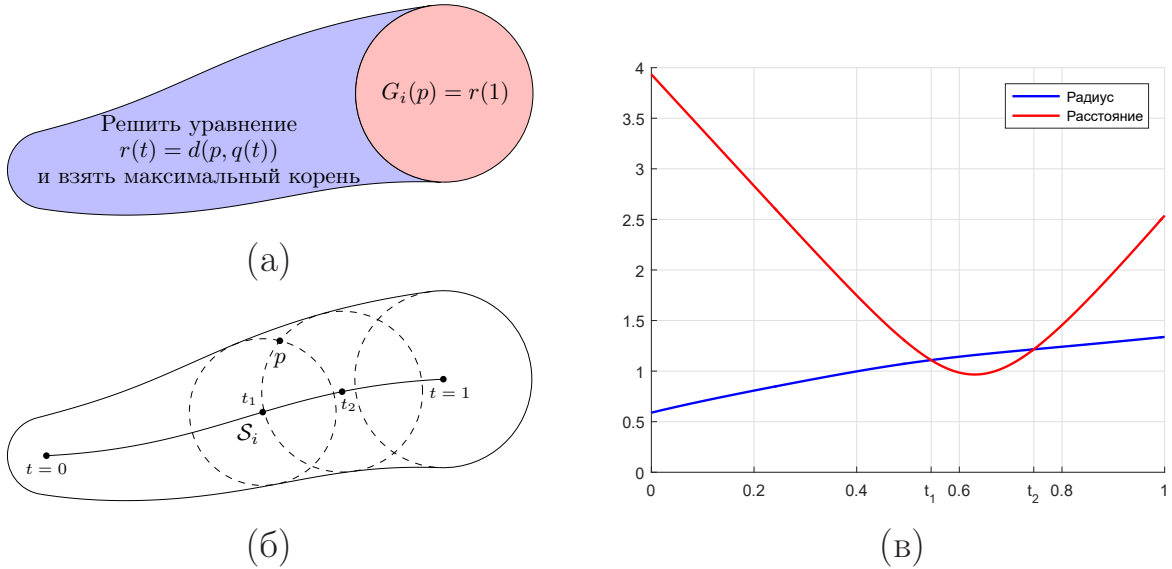 G_i(p) = r(1)
Решить уравнение
r(t) = d(p, q(t))
и взять максимальный корень
(а)
p
t_1
t_2
t = 1
S_i
t = 0
(б)
4
3.5
3
2.5
2
1.5
1
0.5
0
Радиус
Расстояние
0 0.2 0.4 t_1 0.6 t_2 0.8 1
(в)